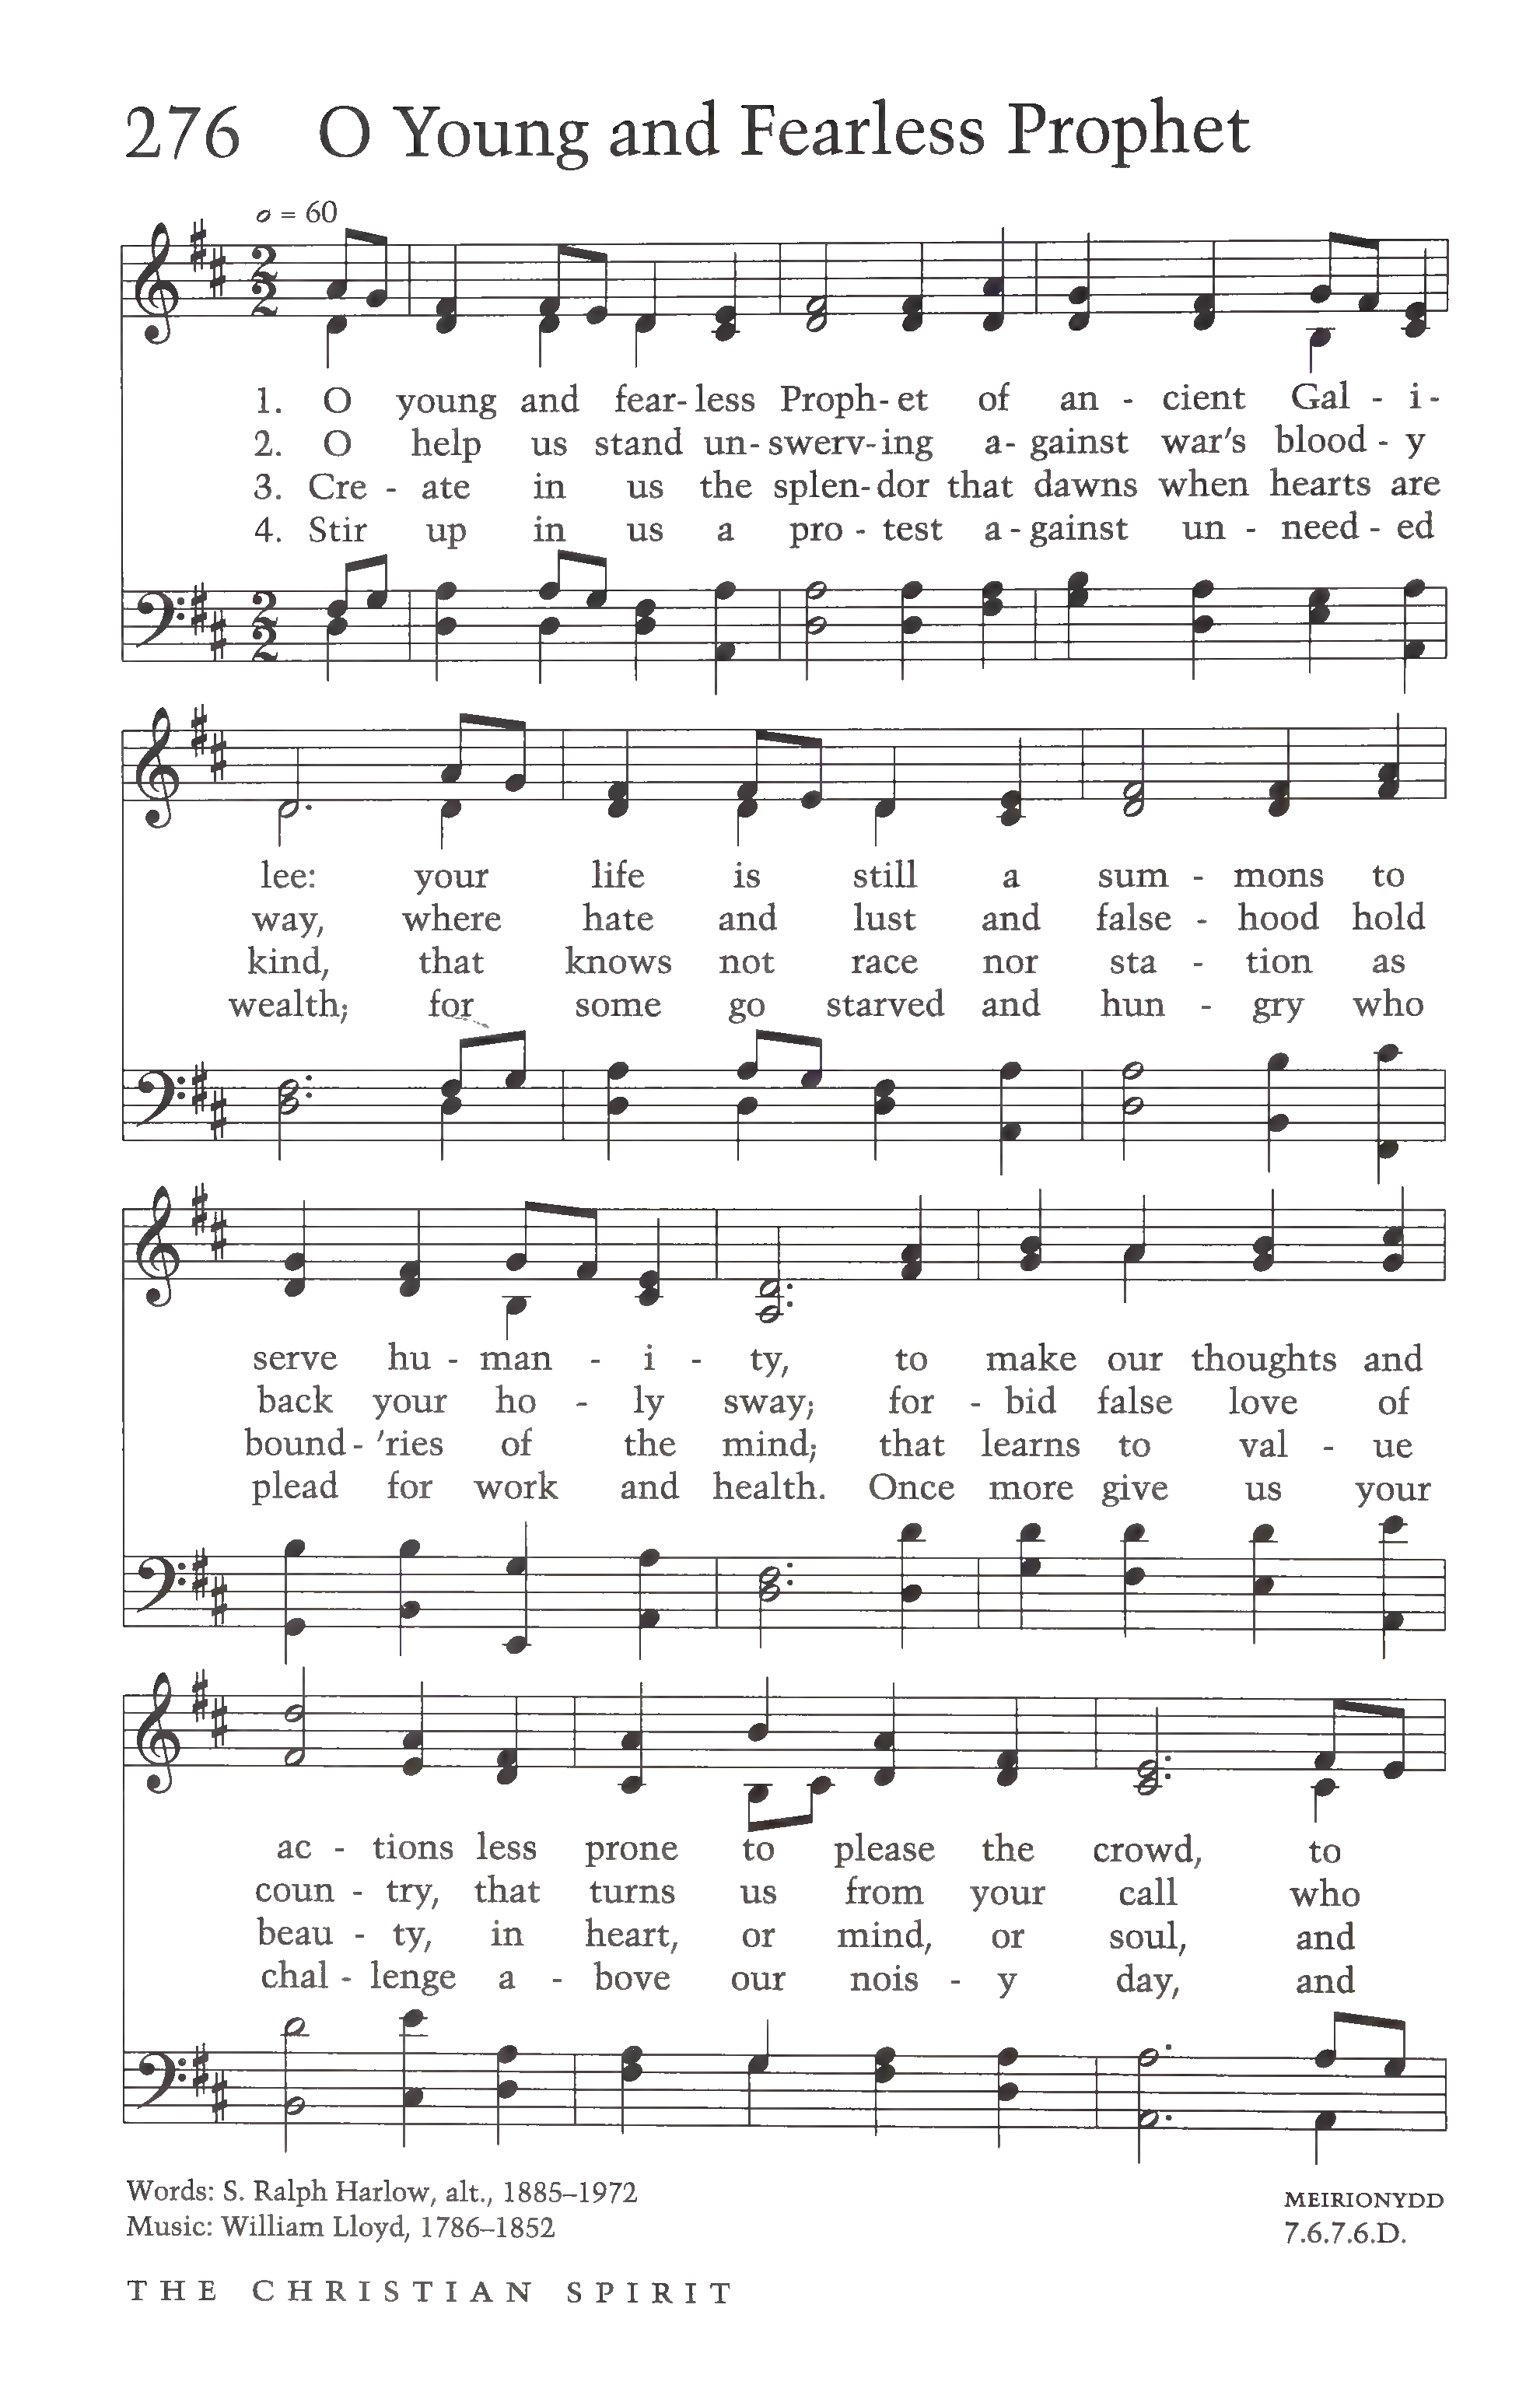 276 O Young and Fearless Prophet
𝅗𝅥 = 60
1. O young and fear- less Proph- et of an - cient Gal - i-
2. O help us stand un- swerv- ing a- gainst war's blood - y
3. Cre - ate in us the splen- dor that dawns when hearts are
4. Stir up in us a pro - test a - gainst un - need - ed
lee: your life is still a sum - mons to
way, where hate and lust and false - hood hold
kind, that knows not race nor sta - tion as
wealth; for some go starved and hun - gry who
serve hu - man - i - ty, to make our thoughts and
back your ho - ly sway; for - bid false love of
bound- 'ries of the mind; that learns to val - ue
plead for work and health. Once more give us your
ac - tions less prone to please the crowd, to
coun - try, that turns us from your call who
beau - ty, in heart, or mind, or soul, and
chal - lenge a - bove our nois - y day, and
Words: S. Ralph Harlow, alt., 1885–1972
Music: William Lloyd, 1786–1852
MEIRIONYDD
7.6.7.6.D.
THE CHRISTIAN SPIRIT